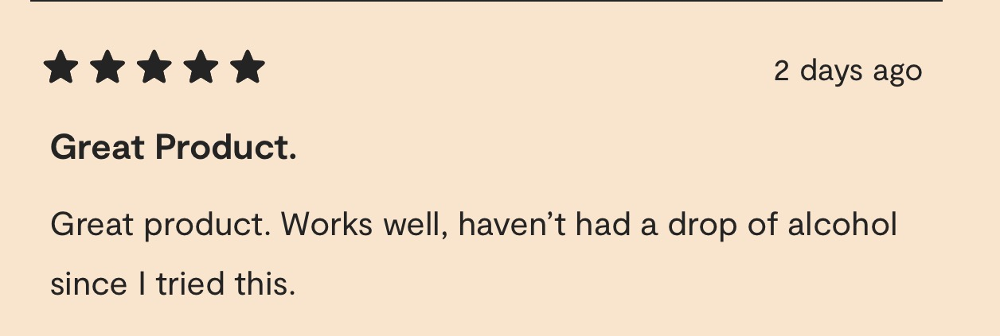 2 days ago
Great Product.
Great product. Works well, haven’t had a drop of alcohol
since I tried this.